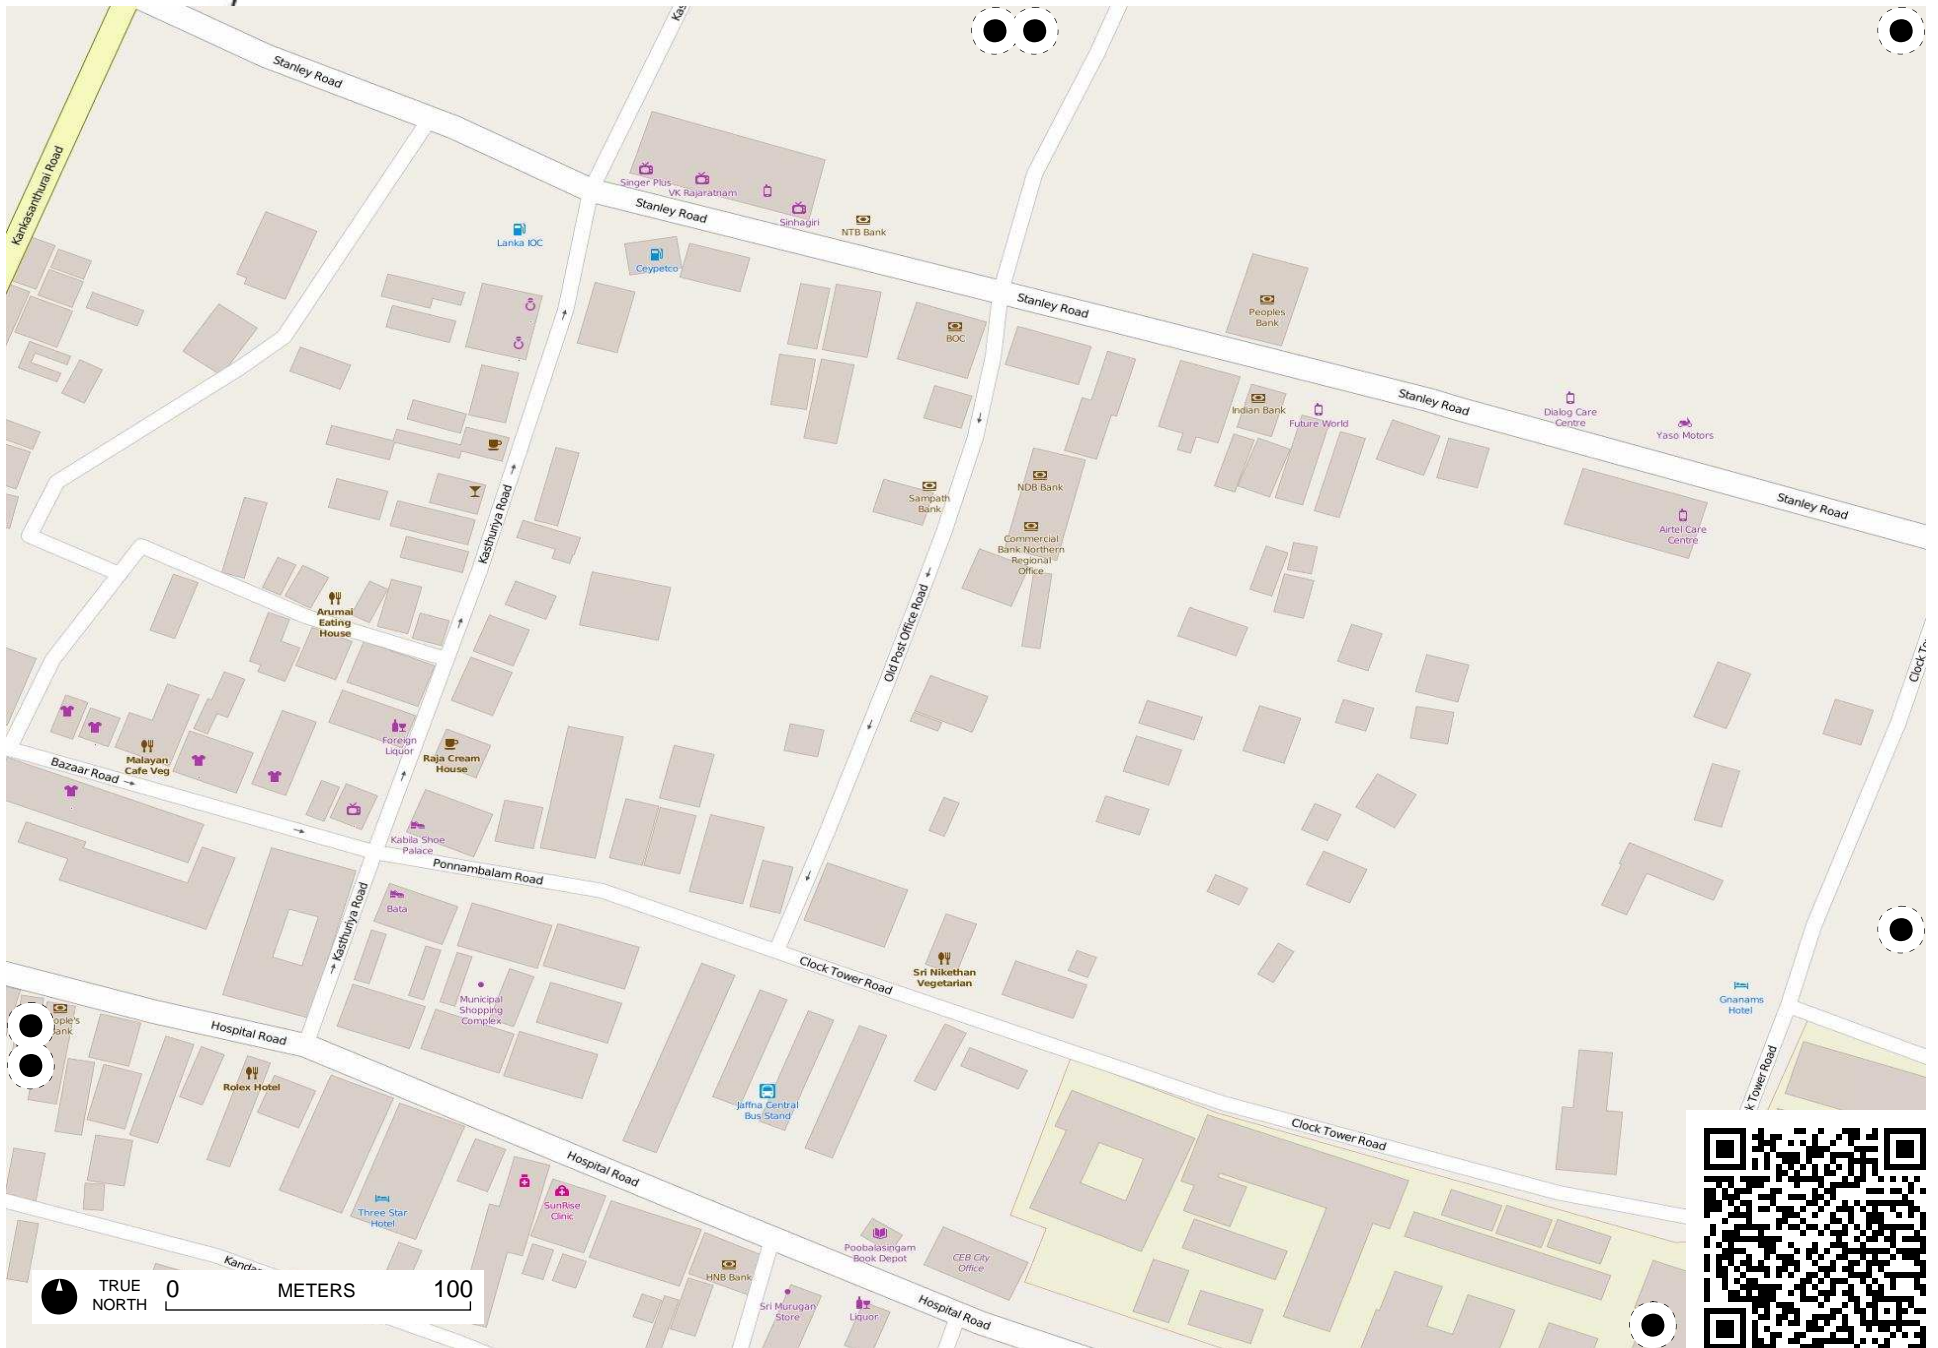 Stanley Road
Kankasanthurai Road
Singer Plus
VK Rajaratnam
Sinhagiri
Stanley Road
NTB Bank
Lanka IOC
Ceypetco
Stanley Road
Peoples
Bank
BOC
Indian Bank
Future World
Stanley Road
Dialog Care
Centre
Yaso Motors
Stanley Road
Airtel Care
Centre
NDB Bank
Sampath
Bank
Commercial
Bank Northern
Regional
Office
Kasthuriya Road
Old Post Office Road
Arumai
Eating
House
Foreign
Liquor
Raja Cream
House
Malayan
Cafe Veg
Bazaar Road
Kabila Shoe
Palace
Ponnambalam Road
Bata
Kasthuriya Road
Sri Nikethan
Vegetarian
Clock Tower Road
Municipal
Shopping
Complex
Gnanams
Hotel
Hospital Road
Rolex Hotel
Jaffna Central
Bus Stand
Tower Road
Clock Tower Road
Hospital Road
SunRise
Clinic
Three Star
Hotel
Poobalasingam
Book Depot
CEB City
Office
HNB Bank
Sri Murugan
Store
Liquor
Hospital Road
TRUE
NORTH
0 METERS 100